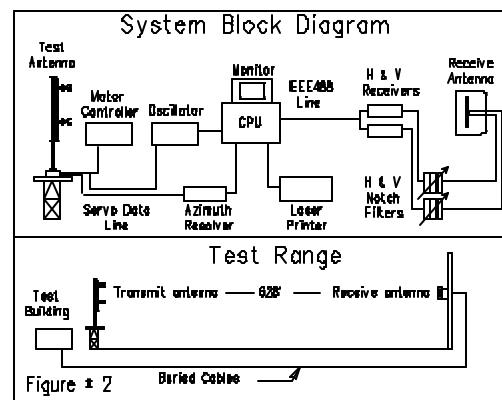 System Block Diagram
Test
Antenna
Motor
Controller
Oscillator
Monitor
CPU
IEEE488
Line
H & V
Receivers
Receive
Antenna
Servo Data
Line
Azimuth
Receiver
Laser
Printer
H & V
Notch
Filters
Test Range
Test
Building
Transmit antenna
Receive antenna
Buried Cables
Figure # 2